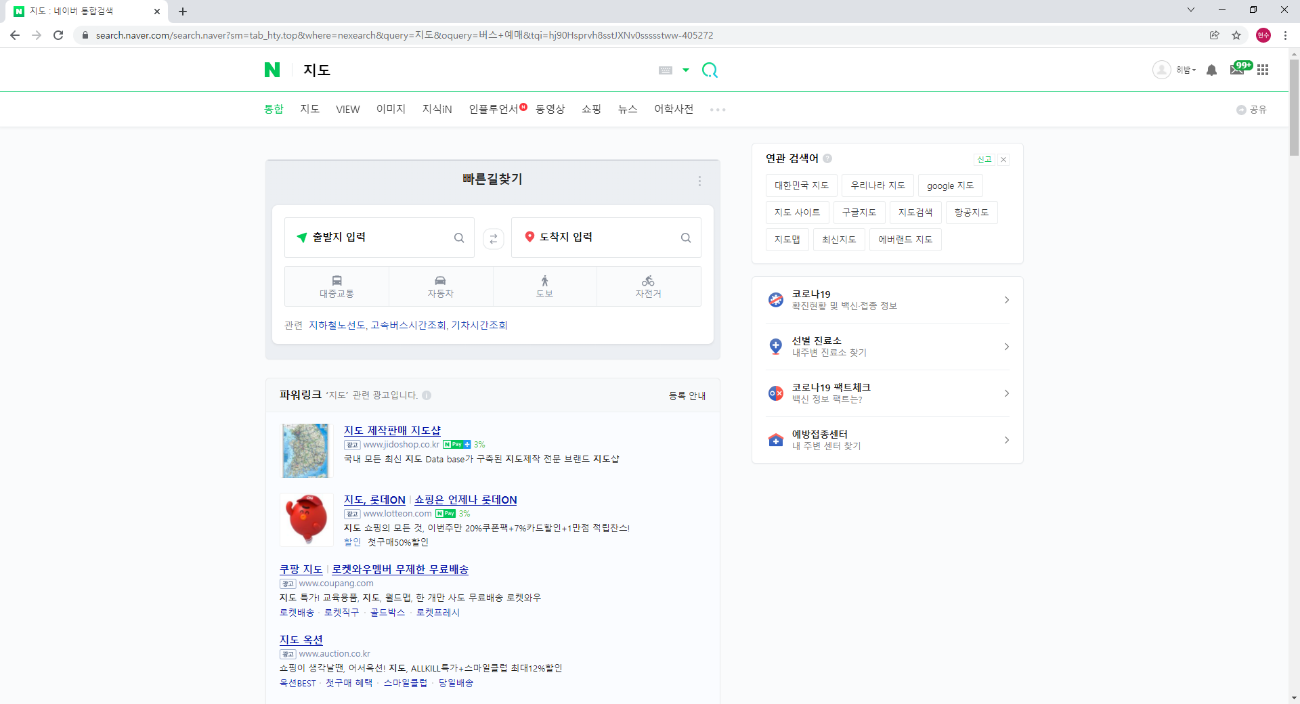 지도 : 네이버 통합검색
search.naver.com/search.naver?sm=tab_hty.top&where=nexearch&query=지도&oquery=버스+예매&tqi=hj90Hsprvh8sstJXNv0ssssstww-405272
현수
N 지도
히밤
99+
통합 지도 VIEW 이미지 지식iN 인플루언서 N 동영상 쇼핑 뉴스 어학사전
공유
빠른길찾기
출발지 입력
도착지 입력
대중교통 자동차 도보 자전거
관련 지하철노선도, 고속버스시간조회, 기차시간조회
파워링크 '지도' 관련 광고입니다.
등록 안내
지도 제작판매 지도샵
광고 www.jidoshop.co.kr N Pay + 3%
국내 모든 최신 지도 Data base가 구축된 지도제작 전문 브랜드 지도샵
지도, 롯데ON 쇼핑은 언제나 롯데ON
광고 www.lotteon.com N Pay 3%
지도 쇼핑의 모든 것, 이번주만 20%쿠폰팩+7%카드할인+1만점 적립찬스!
할인 첫구매50%할인
쿠팡 지도 로켓와우멤버 무제한 무료배송
광고 www.coupang.com
지도 특가! 교육용품, 지도, 월드맵, 한 개만 사도 무료배송 로켓와우
로켓배송 · 로켓직구 · 골드박스 · 로켓프레시
지도 옥션
광고 www.auction.co.kr
쇼핑이 생각날땐, 어서옥션! 지도, ALLKILL특가+스마일클럽 최대12%할인
옥션BEST · 첫구매 혜택 · 스마일클럽 · 당일배송
연관 검색어
신고
대한민국 지도 우리나라 지도 google 지도
지도 사이트 구글지도 지도검색 항공지도
지도맵 최신지도 에버랜드 지도
코로나19
확진현황 및 백신·접종 정보
선별 진료소
내주변 진료소 찾기
코로나19 팩트체크
백신 정보 팩트는?
예방접종센터
내 주변 센터 찾기